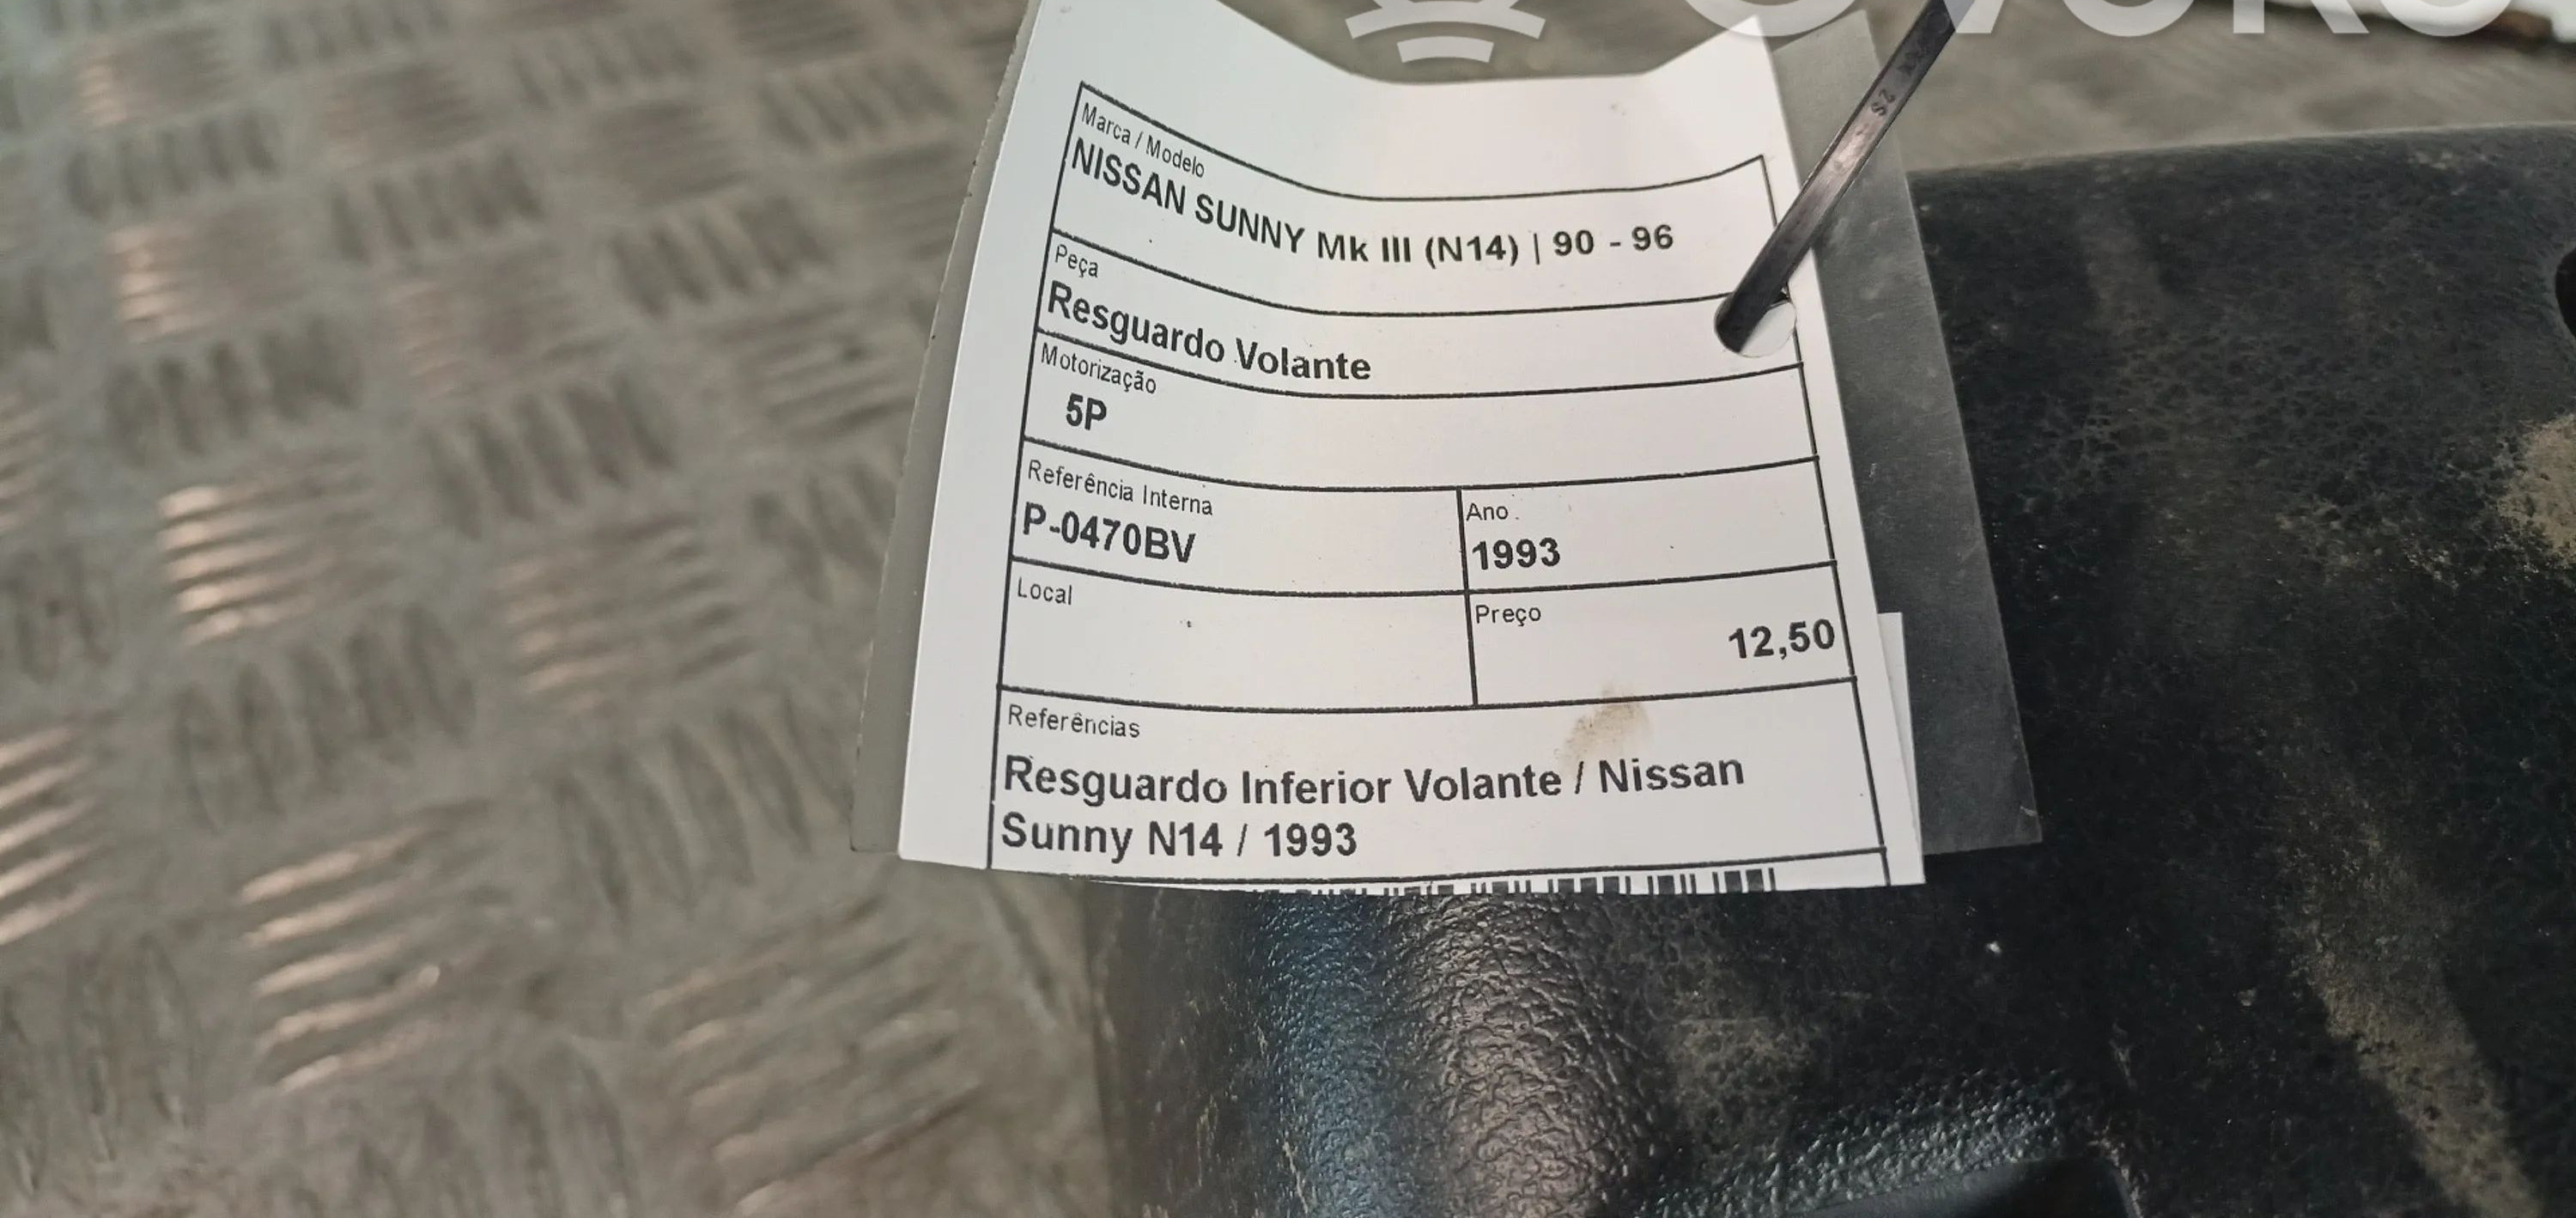 Marca / Modelo
NISSAN SUNNY Mk III (N14) | 90 - 96
Peça
Resguardo Volante
Motorização
5P
Referência Interna
P-0470BV
Ano
1993
Local
Preço
12,50
Referências
Resguardo Inferior Volante / Nissan
Sunny N14 / 1993